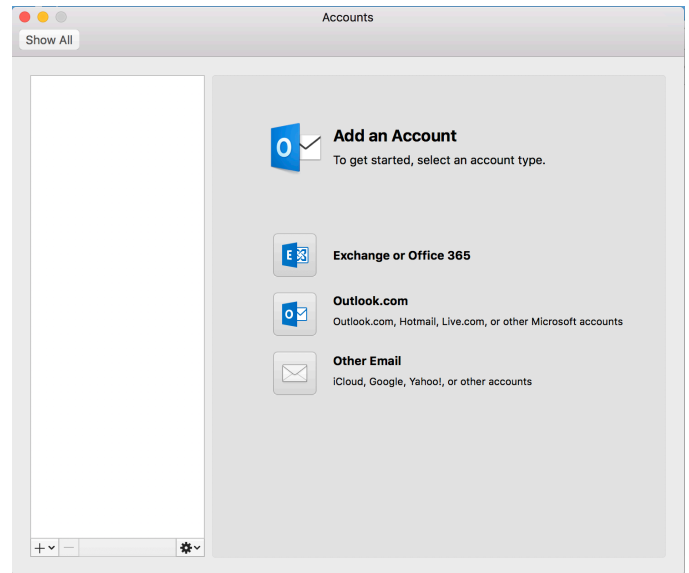 Accounts
Show All
Add an Account
To get started, select an account type.
Exchange or Office 365
Outlook.com
Outlook.com, Hotmail, Live.com, or other Microsoft accounts
Other Email
iCloud, Google, Yahoo!, or other accounts